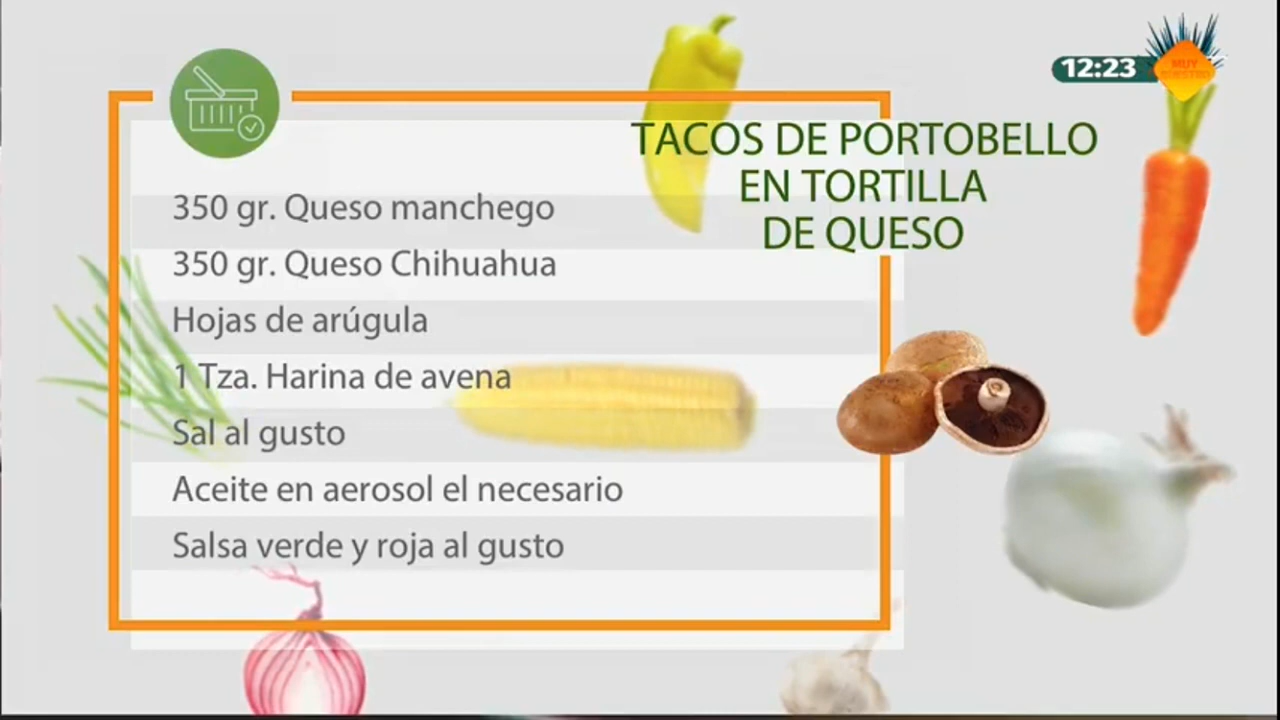 12:23
MUY
NUESTRO
TACOS DE PORTOBELLO
EN TORTILLA
DE QUESO
350 gr. Queso manchego
350 gr. Queso Chihuahua
Hojas de arúgula
1 Tza. Harina de avena
Sal al gusto
Aceite en aerosol el necesario
Salsa verde y roja al gusto